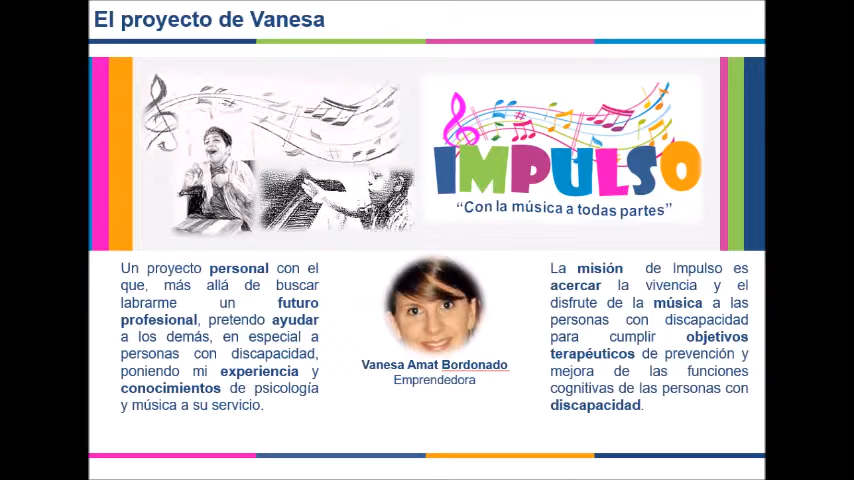 El proyecto de Vanesa
IMPULSO
“Con la música a todas partes”
Un proyecto personal con el
que, más allá de buscar
labrarme un futuro
profesional, pretendo ayudar
a los demás, en especial a
personas con discapacidad,
poniendo mi experiencia y
conocimientos de psicología
y música a su servicio.
Vanesa Amat Bordonado
Emprendedora
La misión de Impulso es
acercar la vivencia y el
disfrute de la música a las
personas con discapacidad
para cumplir objetivos
terapéuticos de prevención y
mejora de las funciones
cognitivas de las personas con
discapacidad.